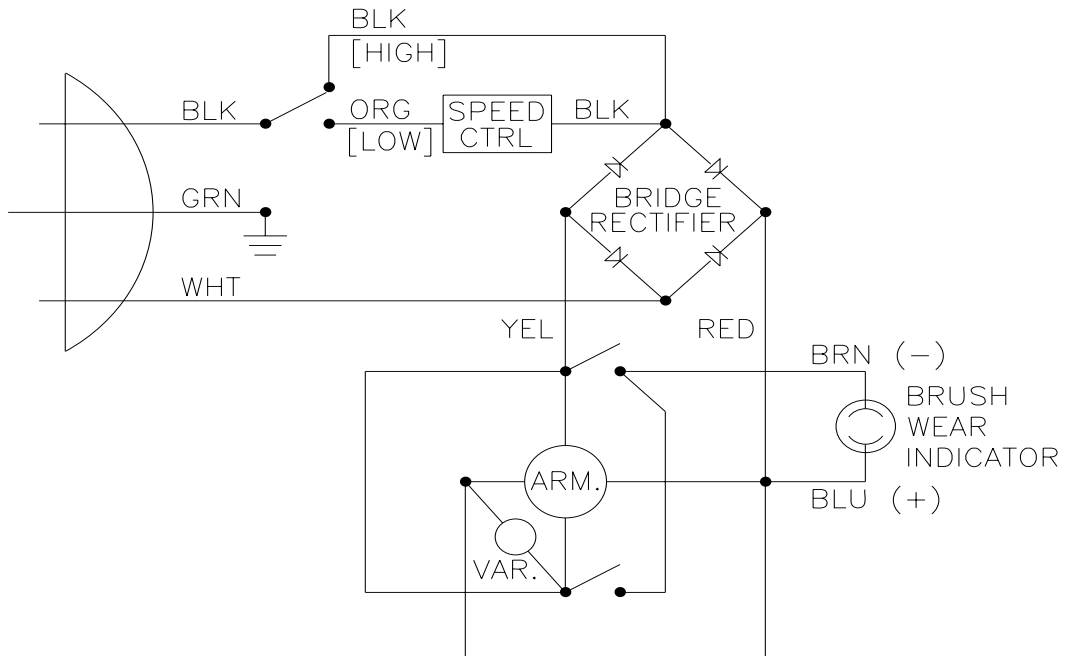 BLK
[HIGH]
BLK
ORG
[LOW]
SPEED
CTRL
BLK
GRN
BRIDGE
RECTIFIER
WHT
YEL
RED
BRN (-)
BRUSH
WEAR
INDICATOR
ARM.
BLU (+)
VAR.